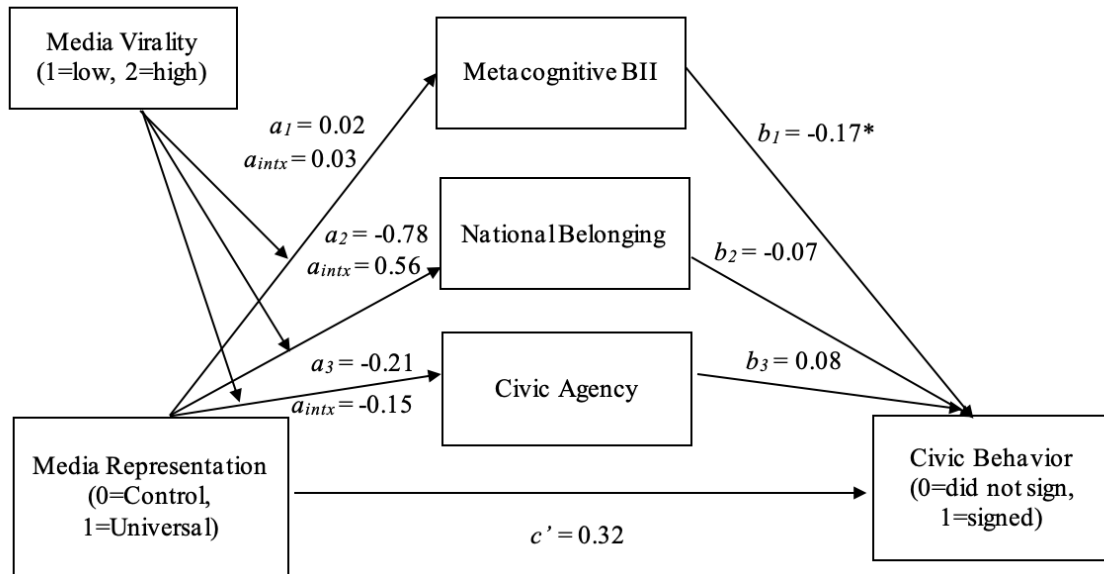 Media Virality
(1=low, 2=high)
Metacognitive BII
a1 = 0.02
aintx = 0.03
b1 = -0.17*
National Belonging
a2 = -0.78
aintx = 0.56
b2 = -0.07
Civic Agency
a3 = -0.21
aintx = -0.15
b3 = 0.08
Media Representation
(0=Control,
1=Universal)
Civic Behavior
(0=did not sign,
1=signed)
c’ = 0.32